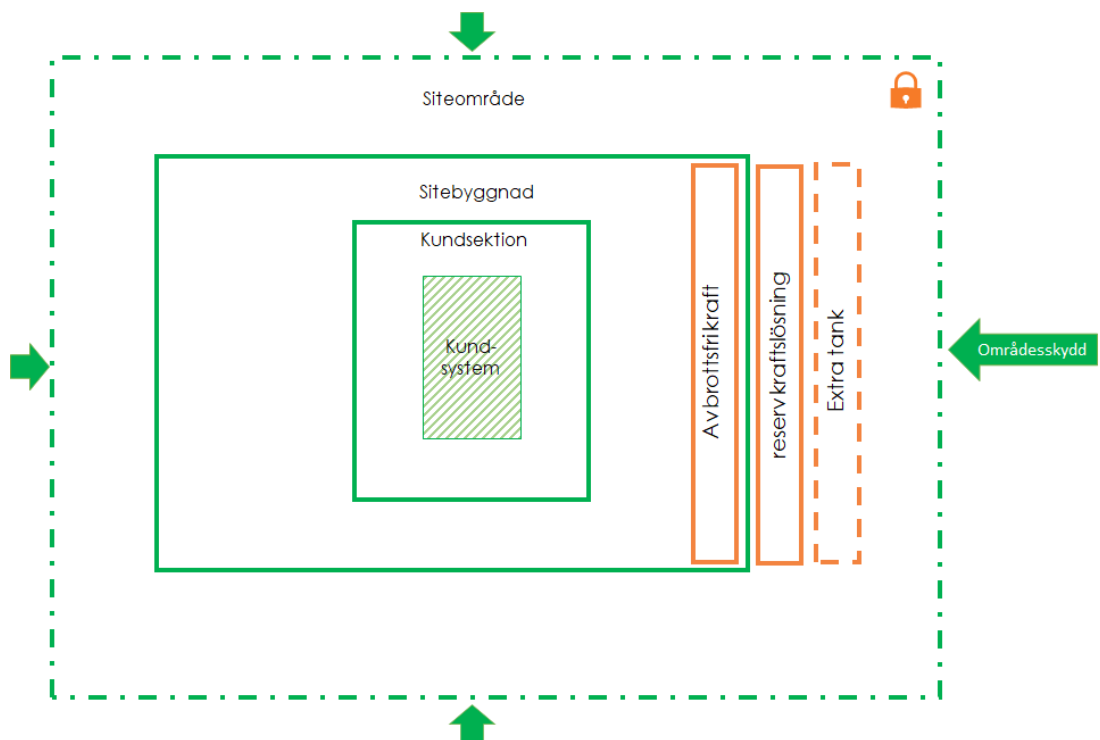 Siteområde
Sitebyggnad
Kundsektion
Kund-
system
Avbrottsfrikraft
reservkraftslösning
Extra tank
Områdesskydd